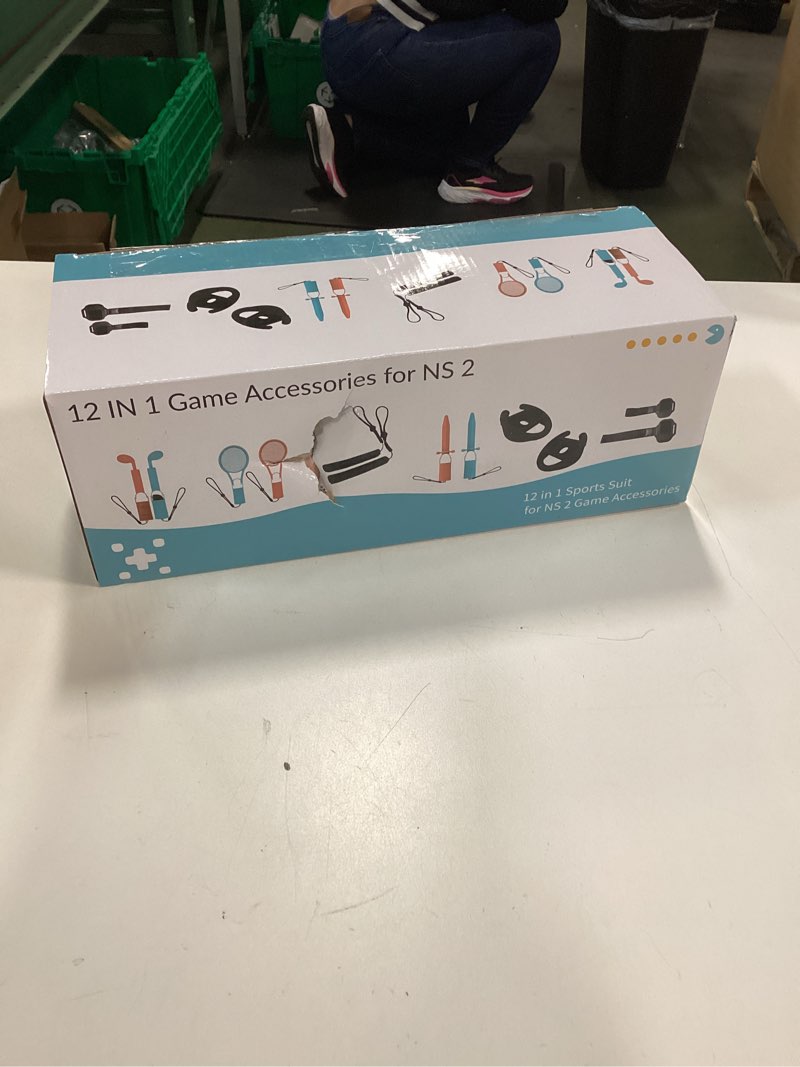 12 IN 1 Game Accessories for NS 2
12 in 1 Sports Suit
for NS 2 Game Accessories